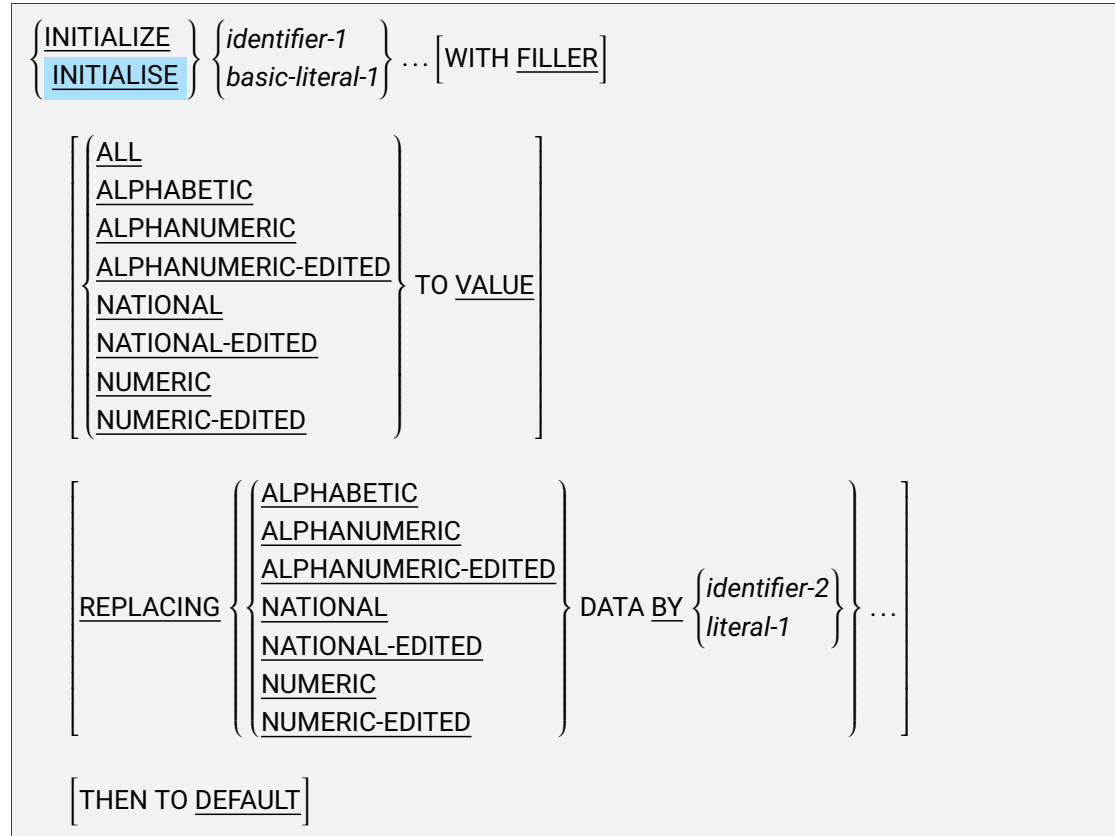 INITIALIZE identifier-1
INITIALISE basic-literal-1 ... [WITH FILLER]
ALL
ALPHABETIC
ALPHANUMERIC
ALPHANUMERIC-EDITED
NATIONAL TO VALUE
NATIONAL-EDITED
NUMERIC
NUMERIC-EDITED
ALPHABETIC
ALPHANUMERIC
ALPHANUMERIC-EDITED
REPLACING NATIONAL DATA BY identifier-2 ...
NATIONAL-EDITED literal-1
NUMERIC
NUMERIC-EDITED
[THEN TO DEFAULT]